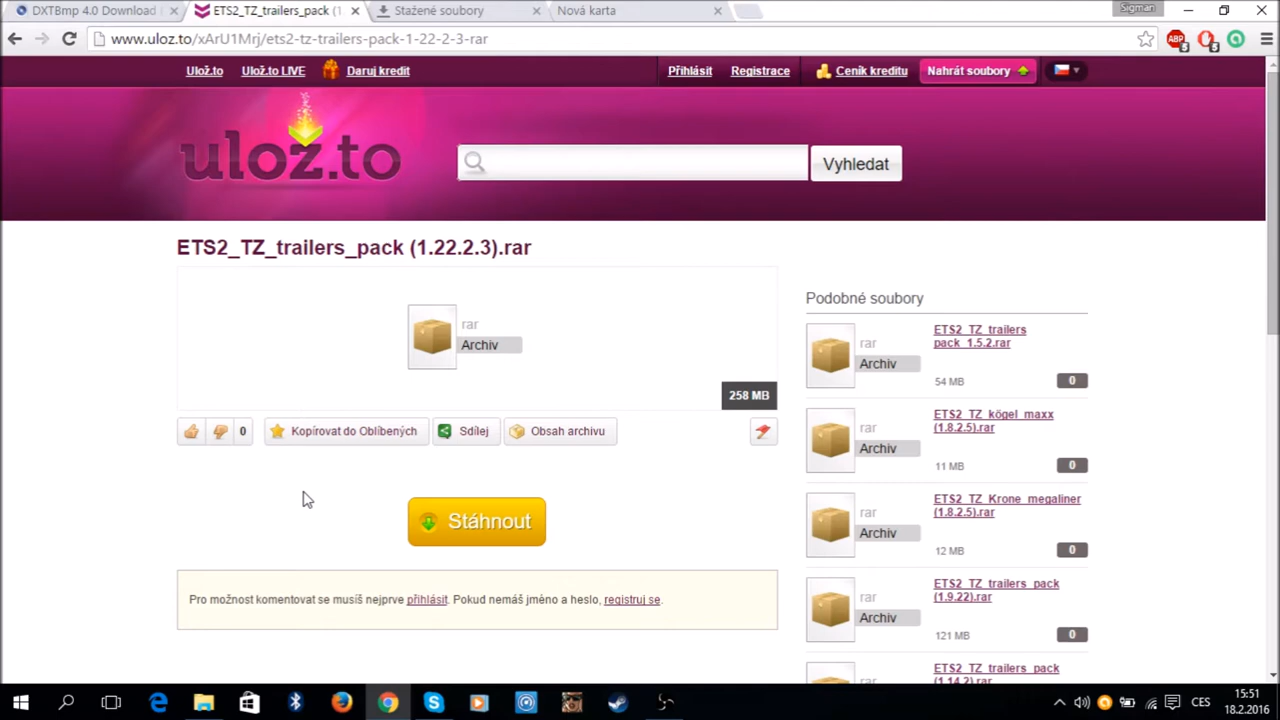 DXTBmp 4.0 Download
ETS2_TZ_trailers_pack (1
Stažené soubory
Nová karta
Sigman
www.uloz.to/xArU1Mrj/ets2-tz-trailers-pack-1-22-2-3-rar
Ulož.to
Ulož.to LIVE
Daruj kredit
Přihlásit
Registrace
Ceník kreditu
Nahrát soubory
ulož.to
Vyhledat
ETS2_TZ_trailers_pack (1.22.2.3).rar
rar
Archiv
258 MB
0
Kopírovat do Oblíbených
Sdílej
Obsah archivu
Stáhnout
Pro možnost komentovat se musíš nejprve přihlásit. Pokud nemáš jméno a heslo, registruj se.
Podobné soubory
rar
Archiv
ETS2_TZ_trailers
pack_1.5.2.rar
54 MB
0
rar
Archiv
ETS2_TZ_kögel_maxx
(1.8.2.5).rar
11 MB
0
rar
Archiv
ETS2_TZ_Krone_megaliner
(1.8.2.5).rar
12 MB
0
rar
Archiv
ETS2_TZ_trailers_pack
(1.9.22).rar
121 MB
0
ETS2_TZ_trailers_pack
(1.14.2).rar
CES
15:51
18.2.2016